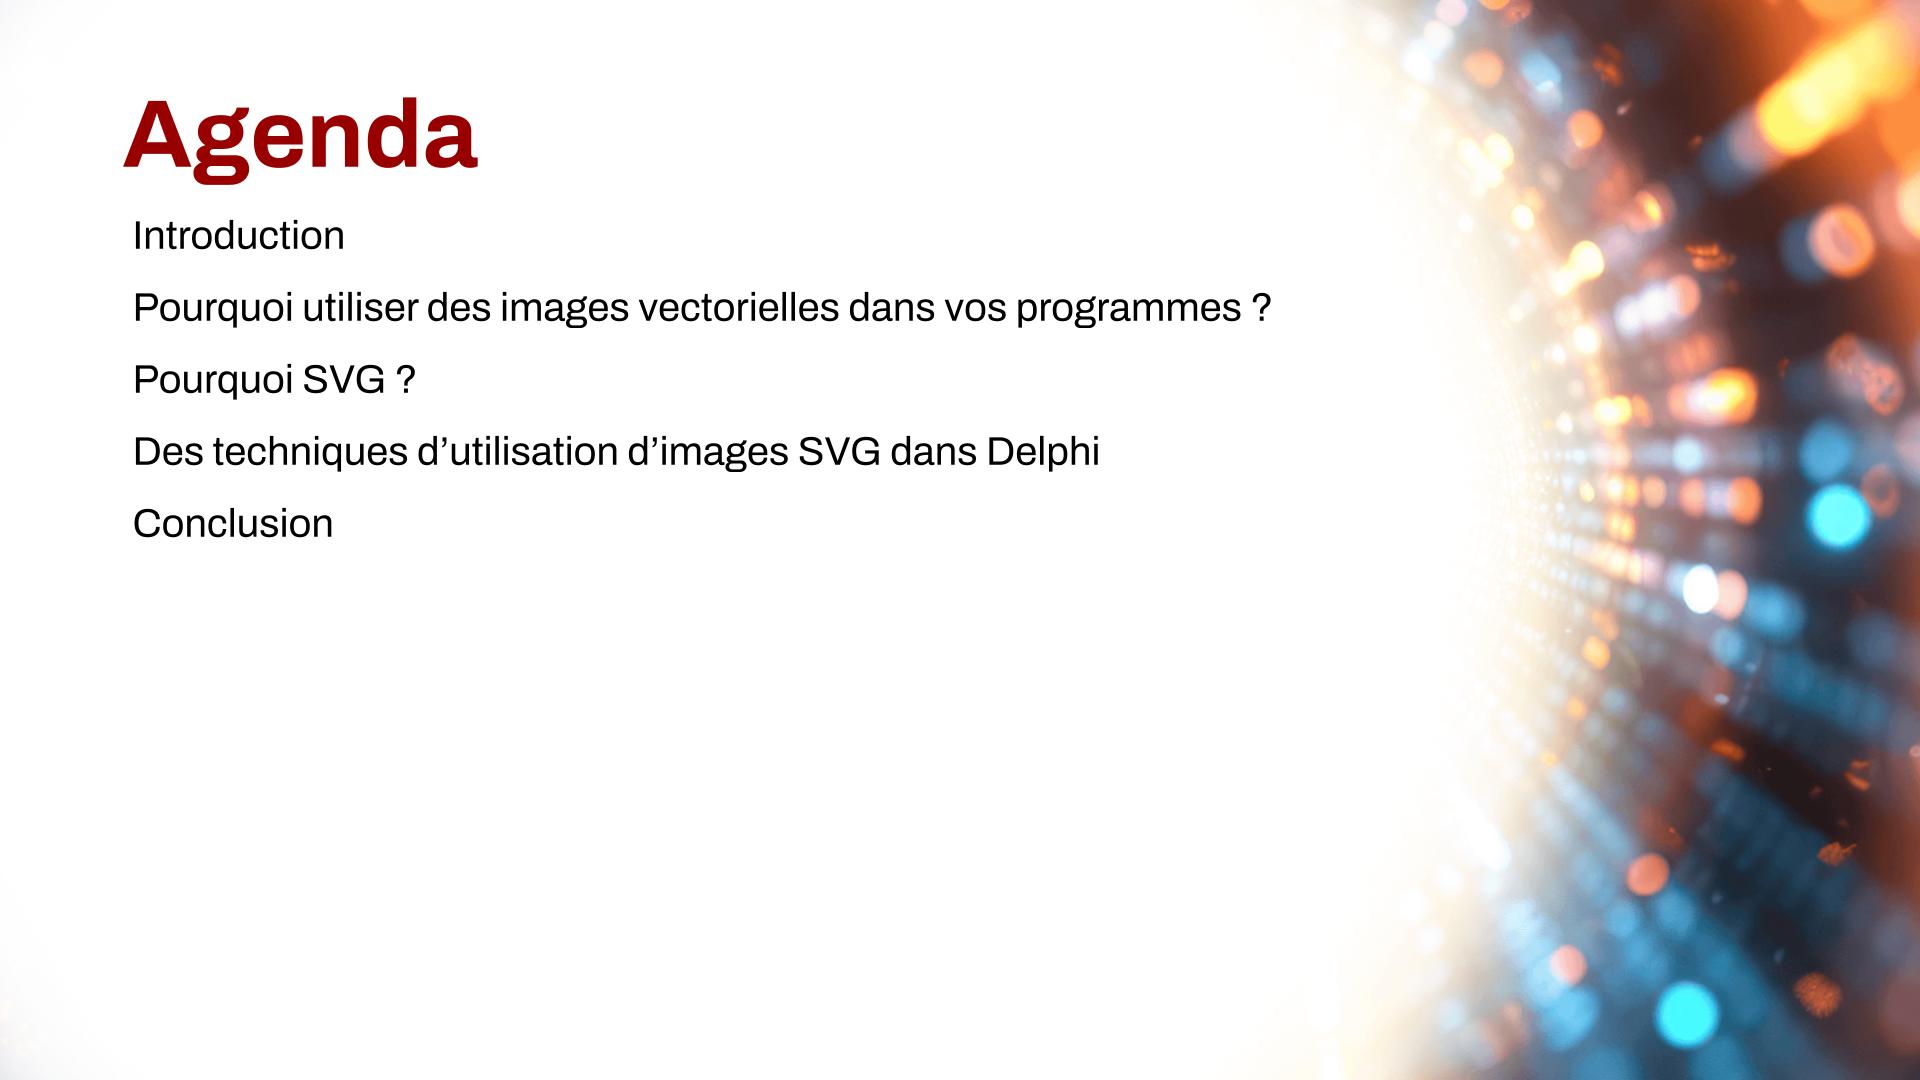 Agenda
Introduction
Pourquoi utiliser des images vectorielles dans vos programmes ?
Pourquoi SVG ?
Des techniques d’utilisation d’images SVG dans Delphi
Conclusion